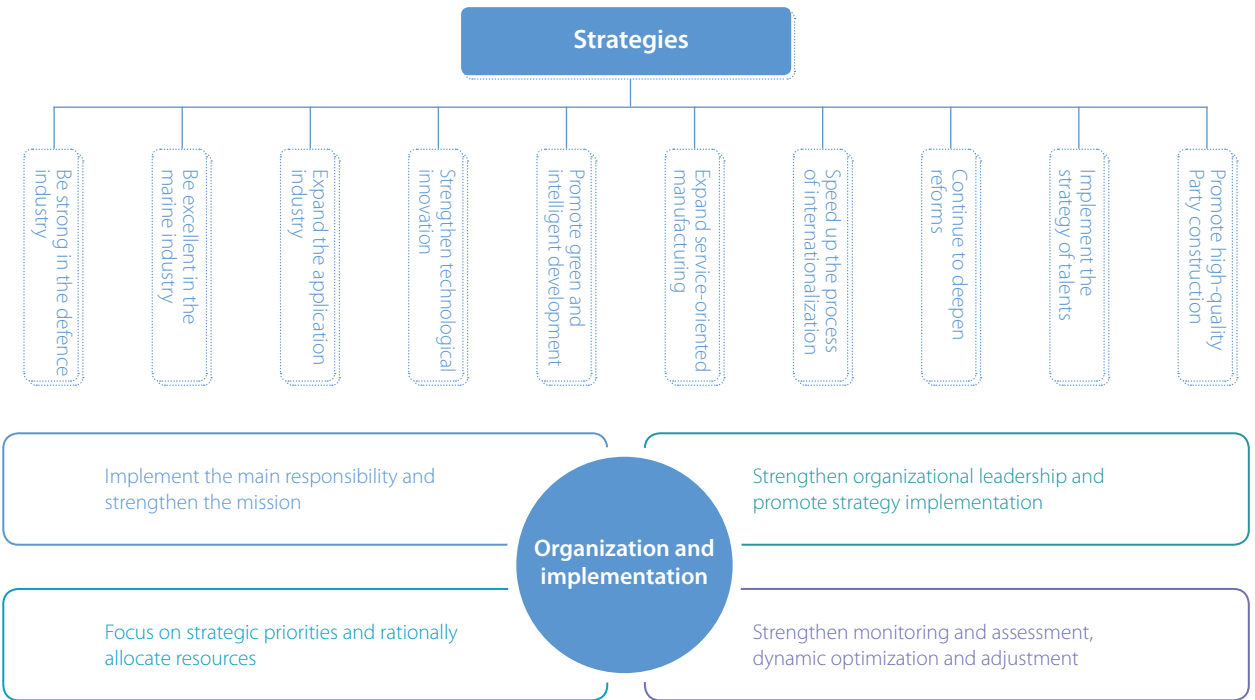 Strategies
Be strong in the defence
industry
Be excellent in the
marine industry
Expand the application
industry
Strengthen technological
innovation
Promote green and
intelligent development
Expand service-oriented
manufacturing
Speed up the process
of internationalization
Continue to deepen
reforms
Implement the
strategy of talents
Promote high-quality
Party construction
Implement the main responsibility and
strengthen the mission
Strengthen organizational leadership and
promote strategy implementation
Organization and
implementation
Focus on strategic priorities and rationally
allocate resources
Strengthen monitoring and assessment,
dynamic optimization and adjustment